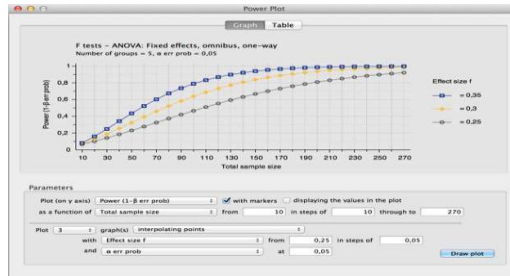 Power Plot
Graph Table
F tests - ANOVA: Fixed effects, omnibus, one-way
Number of groups = 5, α err prob = 0,05
Power (1-β err prob)
1
0,8
0,6
0,4
0,2
0
10 30 50 70 90 110 130 150 170 190 210 230 250 270
Total sample size
Effect size f
= 0,35
= 0,3
= 0,25
Parameters
Plot (on y axis) Power (1-β err prob) with markers displaying the values in the plot
as a function of Total sample size from 10 in steps of 10 through to 270
Plot 3 graph(s) interpolating points
with Effect size f from 0,25 in steps of 0,05
and α err prob at 0,05
Draw plot